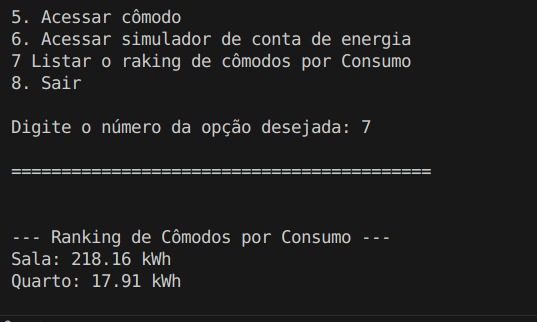 5. Acessar cômodo
6. Acessar simulador de conta de energia
7 Listar o raking de cômodos por Consumo
8. Sair
Digite o número da opção desejada: 7
==========================================
--- Ranking de Cômodos por Consumo ---
Sala: 218.16 kWh
Quarto: 17.91 kWh